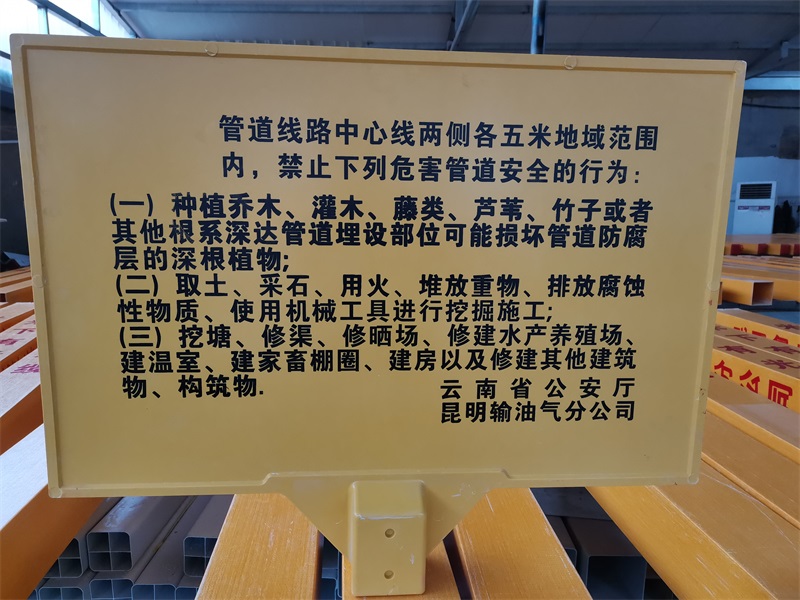 管道线路中心线两侧各五米地域范围
内，禁止下列危害管道安全的行为：
(一) 种植乔木、灌木、藤类、芦苇、竹子或者
其他根系深达管道埋设部位可能损坏管道防腐
层的深根植物;
(二) 取土、采石、用火、堆放重物、排放腐蚀
性物质、使用机械工具进行挖掘施工;
(三) 挖塘、修渠、修晒场、修建水产养殖场、
建温室、建家畜棚圈、建房以及修建其他建筑
物、构筑物.
云南省公安厅
昆明输油气分公司